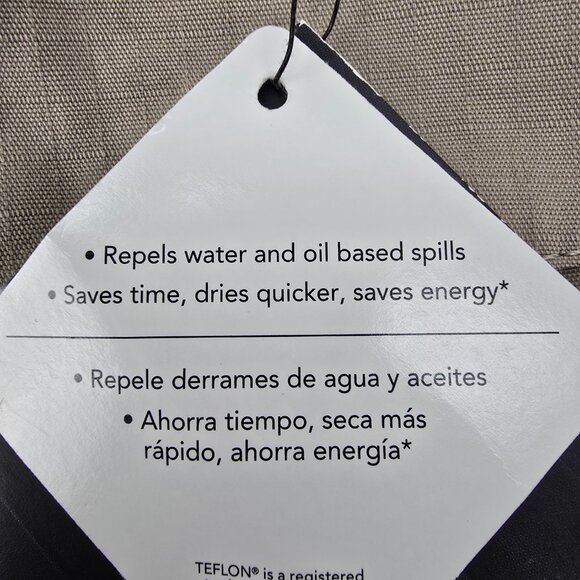 • Repels water and oil based spills
• Saves time, dries quicker, saves energy*
• Repele derrames de agua y aceites
• Ahorra tiempo, seca más
rápido, ahorra energía*
TEFLON® is a registered